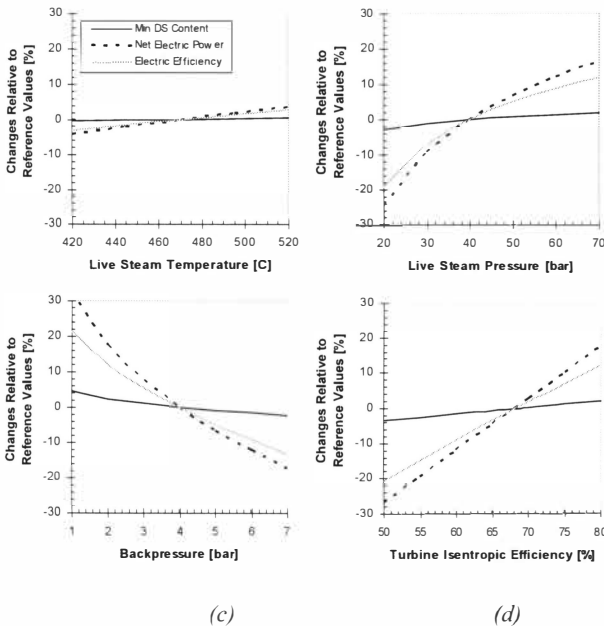 Changes Relative to
Reference Values [%]
30
20
10
0
-10
-20
-30
Min DS Content
Net Electric Power
Electric Efficiency
420 440 460 480 500 520
Live Steam Temperature [C]
Changes Relative to
Reference Values [%]
30
20
10
0
-10
-20
-30
20 30 40 50 60 70
Live Steam Pressure [bar]
Changes Relative to
Reference Values [%]
30
20
10
0
-10
-20
-30
1 2 3 4 5 6 7
Backpressure [bar]
Changes Relative to
Reference Values [%]
30
20
10
0
-10
-20
-30
50 55 60 65 70 75 80
Turbine Isentropic Efficiency [%]
(c) (d)